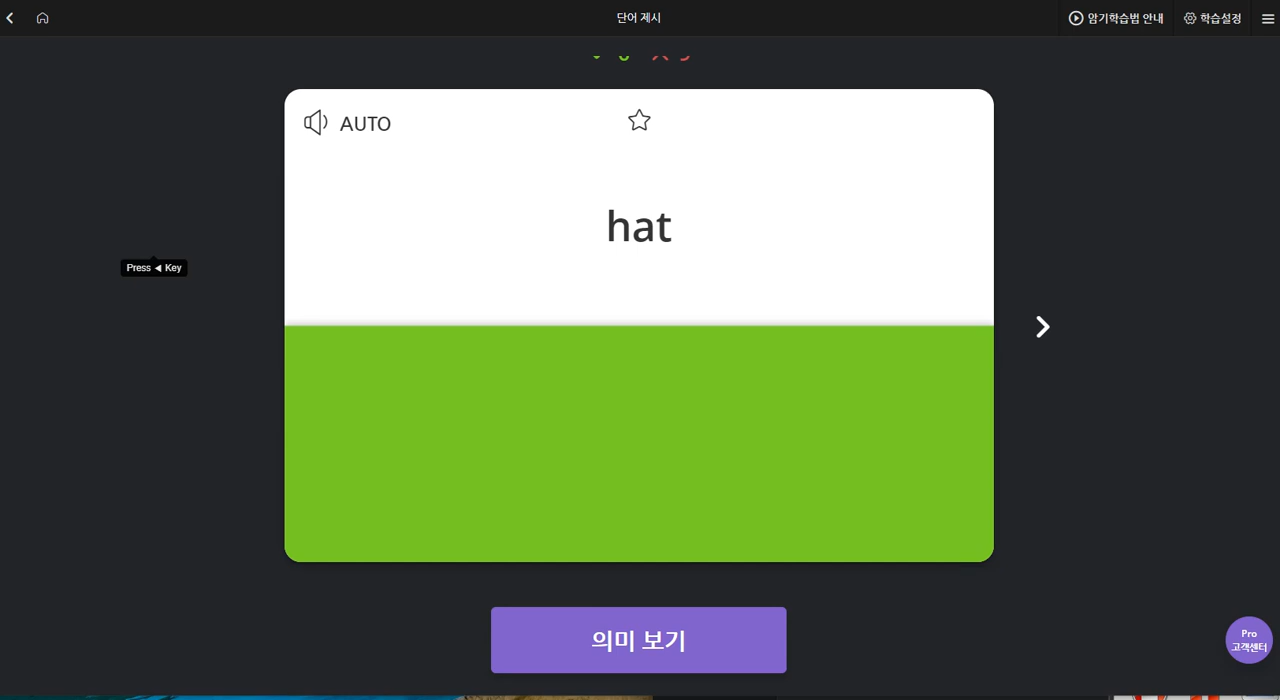 단어 제시
암기학습법 안내
학습설정
AUTO
hat
Press ◀ Key
의미 보기
Pro
고객센터